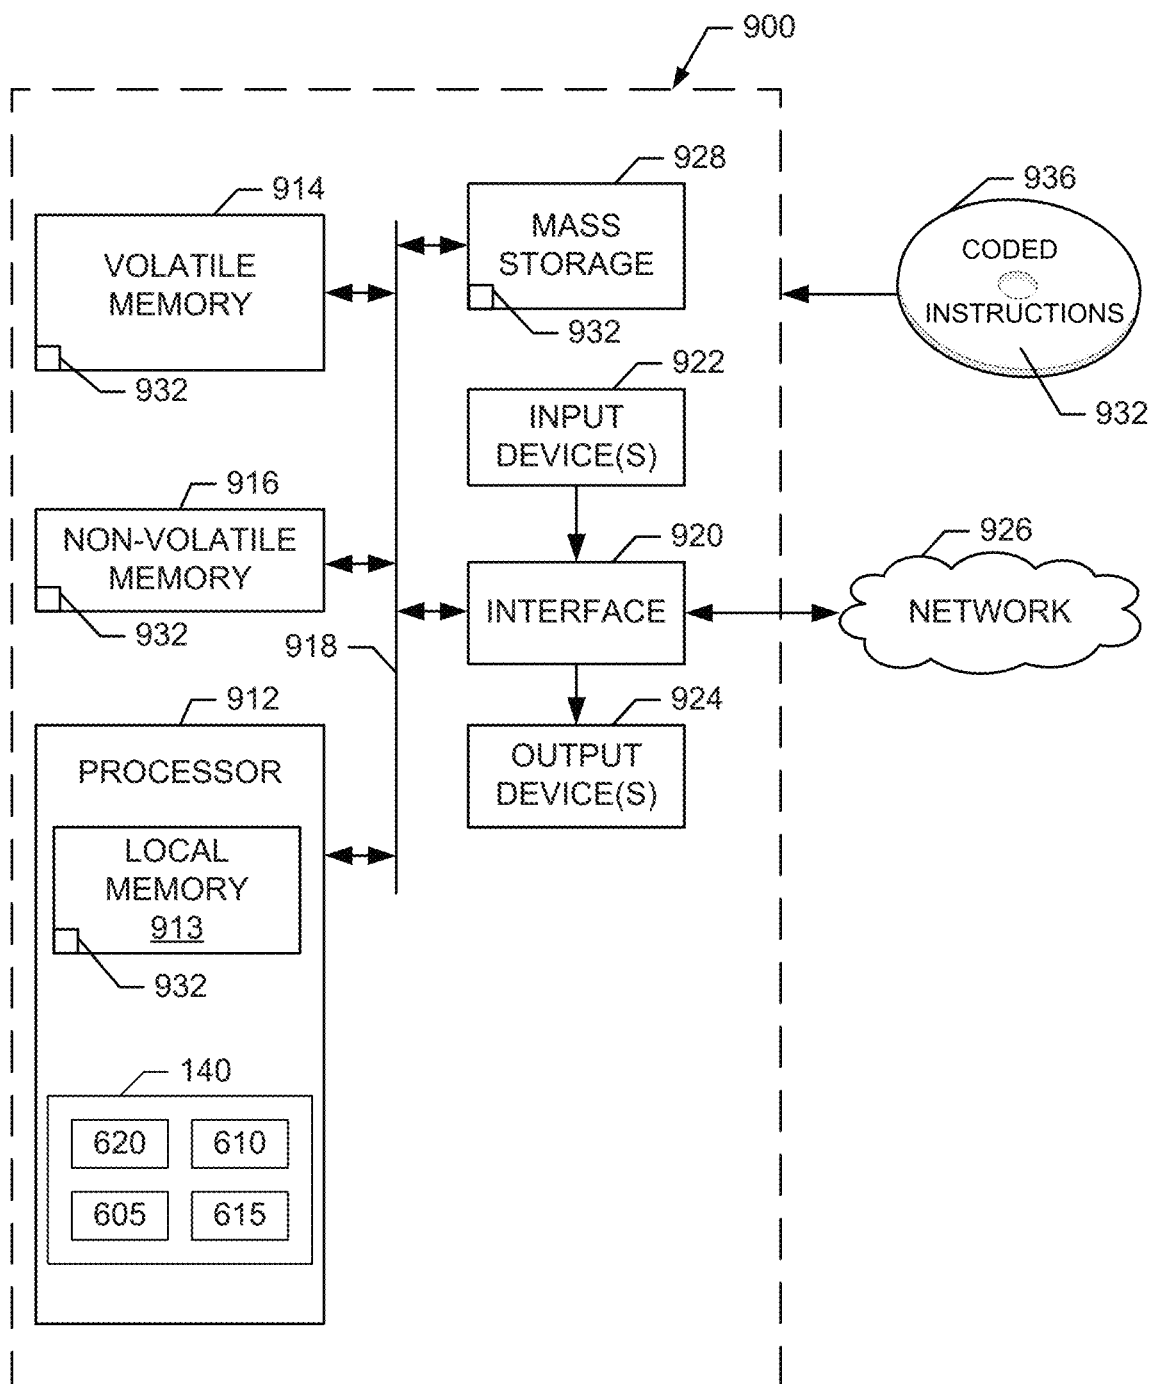 900
914
VOLATILE
MEMORY
932
928
MASS
STORAGE
932
936
CODED
INSTRUCTIONS
932
922
INPUT
DEVICE(S)
916
NON-VOLATILE
MEMORY
932
918
920
INTERFACE
926
NETWORK
924
OUTPUT
DEVICE(S)
912
PROCESSOR
LOCAL
MEMORY
913
932
140
620 610
605 615